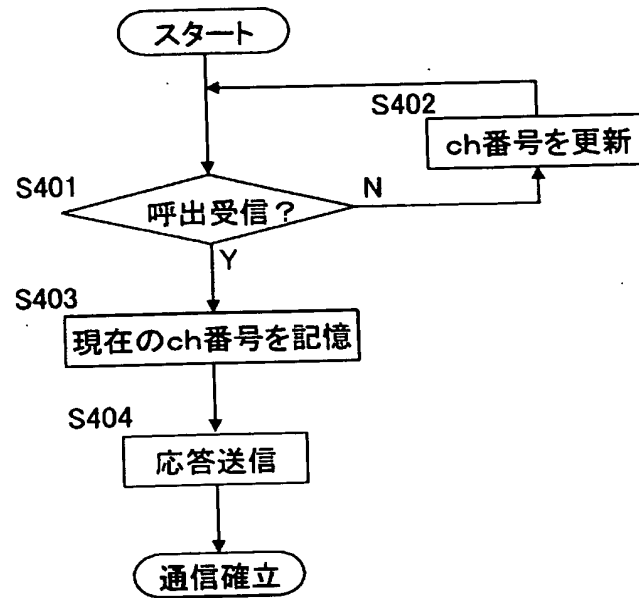 スタート
S402
ch番号を更新
S401
呼出受信?
N
Y
S403
現在のch番号を記憶
S404
応答送信
通信確立